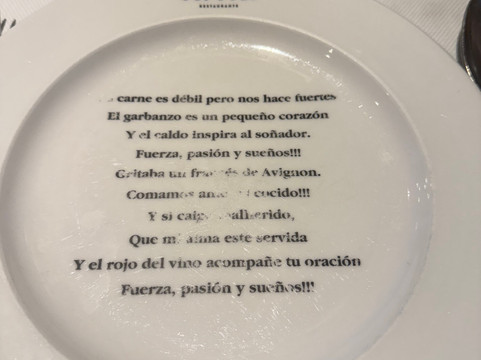 RESTAURANTE
carne es débil pero nos hace fuertes
El garbanzo es un pequeño corazón
Y el caldo inspira al soñador.
Fuerza, pasión y sueños!!!
Gritaba un de Avignon.
Comamos cocido!!!
Y si
Que mi alma este servida
Y el rojo del vino acompañe tu oración
Fuerza, pasión y sueños!!!